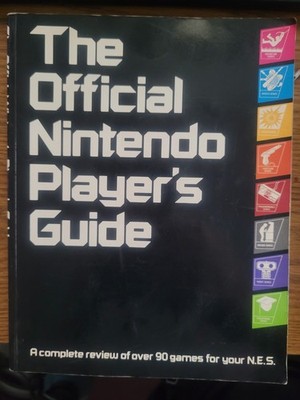 The
Official
Nintendo
Player's
Guide
A complete review of over 90 games for your N.E.S.